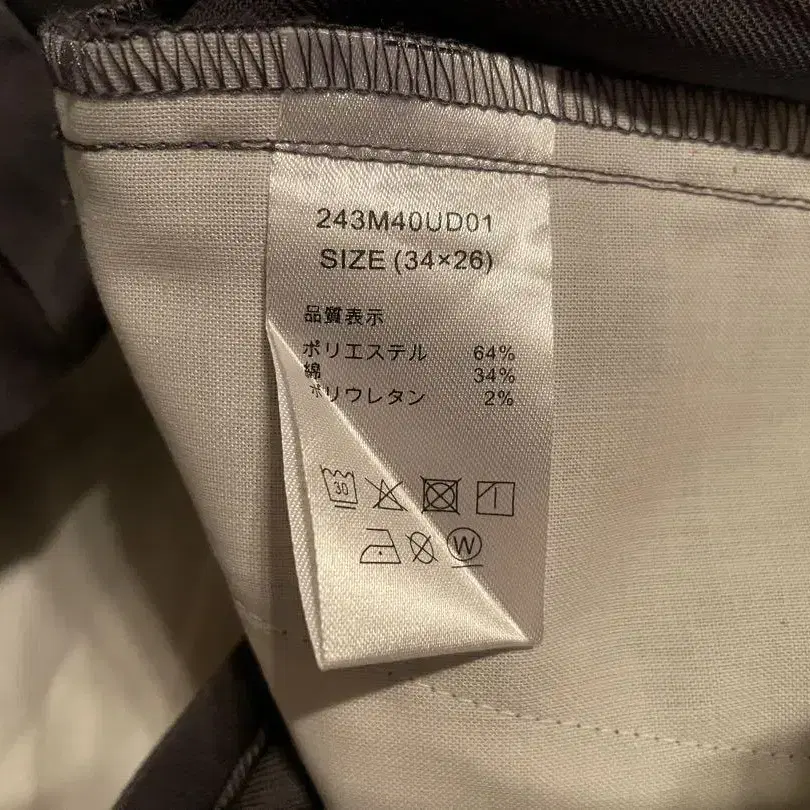 243M40UD01
SIZE (34×26)
品質表示
ポリエステル 64%
綿 34%
ポリウレタン 2%
30
W